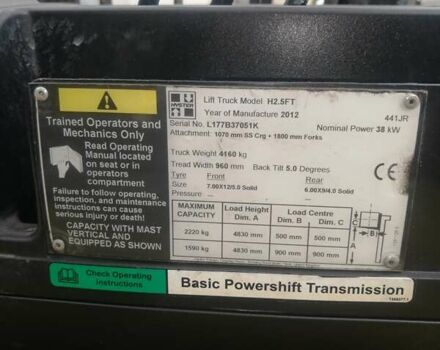 Trained Operators and
Mechanics Only
Read Operating
Manual located
on seat or in
operators
compartment
Failure to follow operating,
inspection, and maintenance
instructions can cause
serious injury or death!
CAPACITY WITH MAST
VERTICAL AND
EQUIPPED AS SHOWN
HYSTER
Lift Truck Model H2.5FT
Year of Manufacture 2012 441JR
Serial No. L177B37051K Nominal Power 38 kW
Attachment: 1070 mm SS Crg + 1800 mm Forks
Truck Weight 4160 kg
Tread Width 960 mm Back Tilt 5.0 Degrees
Tyre Front Rear
Size: 7.00X12/5.0 Solid 6.00X9/4.0 Solid
Pressure: -- --
CE
MAXIMUM CAPACITY Load Height Dim. A Load Centre Dim. B Dim. C
2220 kg 4830 mm 500 mm 500 mm
1590 kg 4830 mm 900 mm 900 mm
C
B
A
Check Operating
Instructions
Basic Powershift Transmission